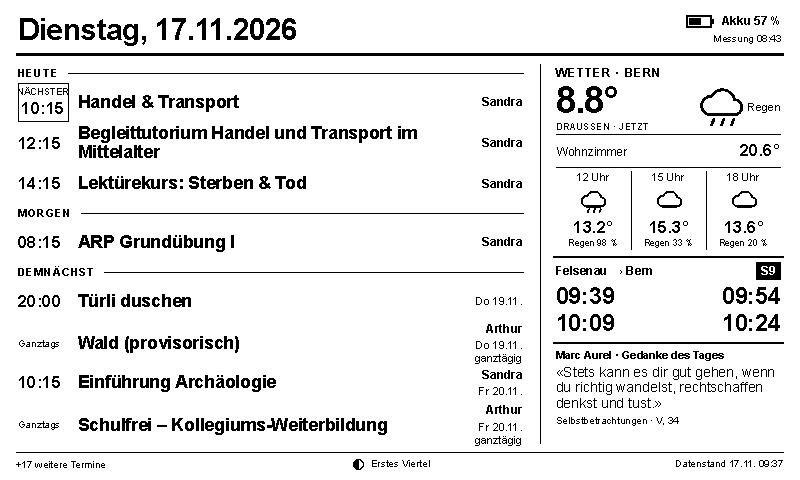 Dienstag, 17.11.2026
Akku 57 %
Messung 08:43
HEUTE
NÄCHSTER
10:15 Handel & Transport Sandra
12:15 Begleittutorium Handel und Transport im
Mittelalter Sandra
14:15 Lektürekurs: Sterben & Tod Sandra
MORGEN
08:15 ARP Grundübung I Sandra
DEMNÄCHST
20:00 Türli duschen Do 19.11.
Ganztags Wald (provisorisch) Arthur
Do 19.11.
ganztägig
10:15 Einführung Archäologie Sandra
Fr 20.11.
Ganztags Schulfrei – Kollegiums-Weiterbildung Arthur
Fr 20.11.
ganztägig
WETTER · BERN
8.8° Regen
DRAUSSEN · JETZT
Wohnzimmer 20.6°
12 Uhr 15 Uhr 18 Uhr
13.2° 15.3° 13.6°
Regen 98 % Regen 33 % Regen 20 %
Felsenau › Bern S9
09:39 09:54
10:09 10:24
Marc Aurel · Gedanke des Tages
«Stets kann es dir gut gehen, wenn
du richtig wandelst, rechtschaffen
denkst und tust.»
Selbstbetrachtungen · V, 34
+17 weitere Termine
Erstes Viertel
Datenstand 17.11. 09:37